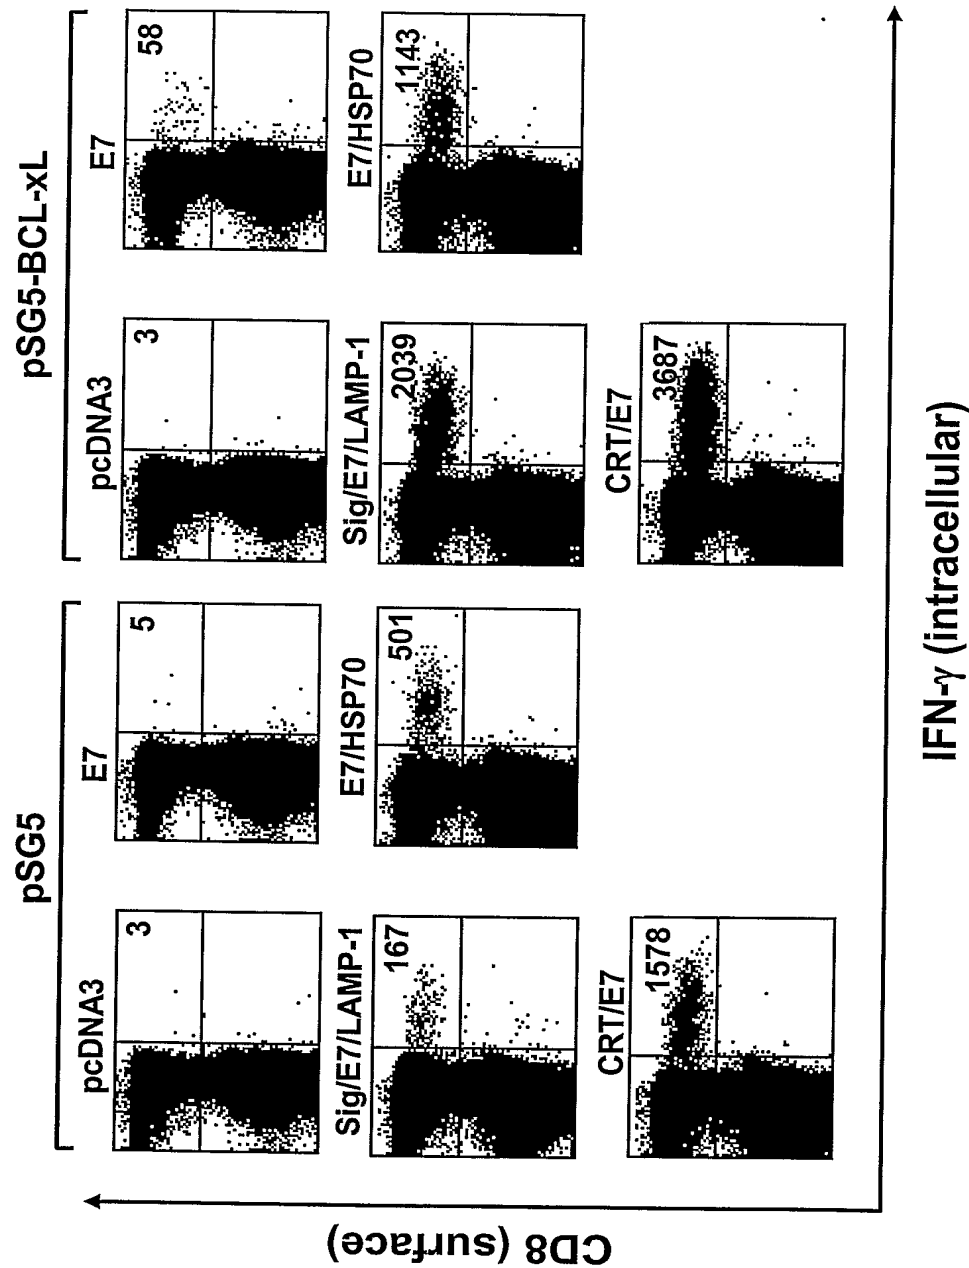 pSG5
pSG5-BCL-xL
pcDNA3
E7
pcDNA3
E7
3
5
3
58
Sig/E7/LAMP-1
E7/HSP70
Sig/E7/LAMP-1
E7/HSP70
167
501
2039
1143
CRT/E7
CRT/E7
1578
3687
CD8 (surface)
IFN-γ (intracellular)